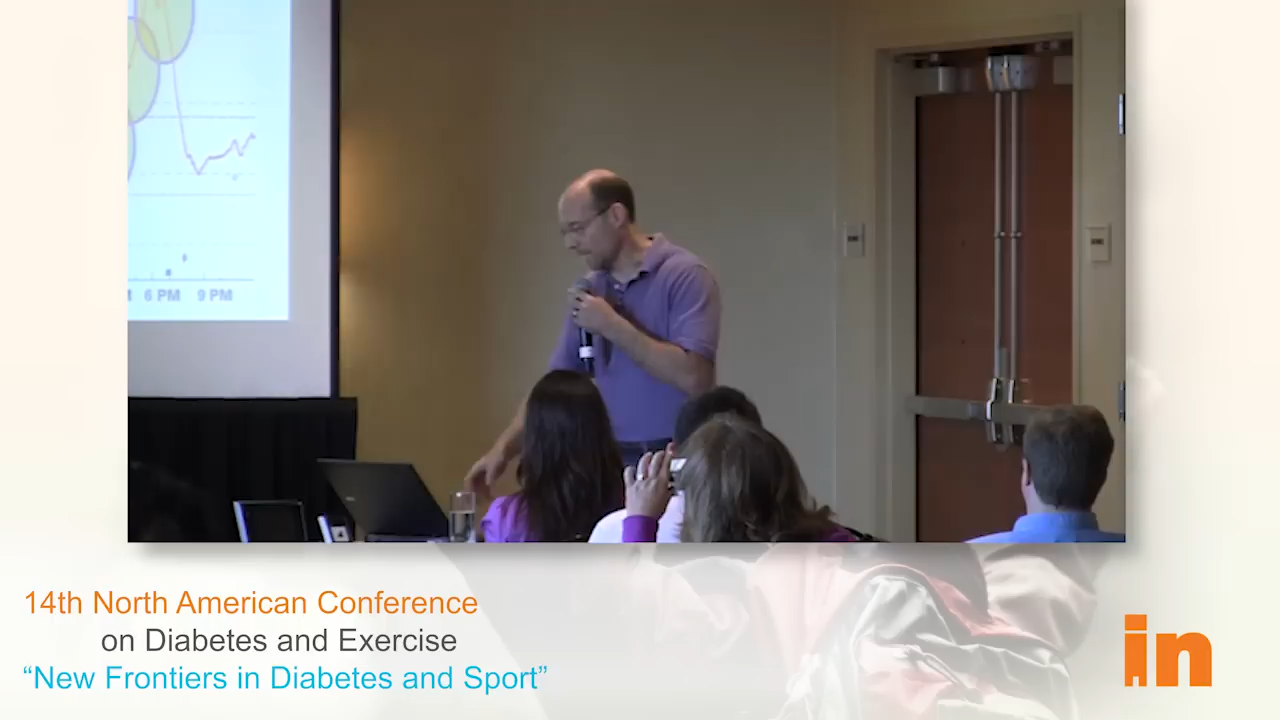 6 PM 9 PM
14th North American Conference
on Diabetes and Exercise
“New Frontiers in Diabetes and Sport”
in